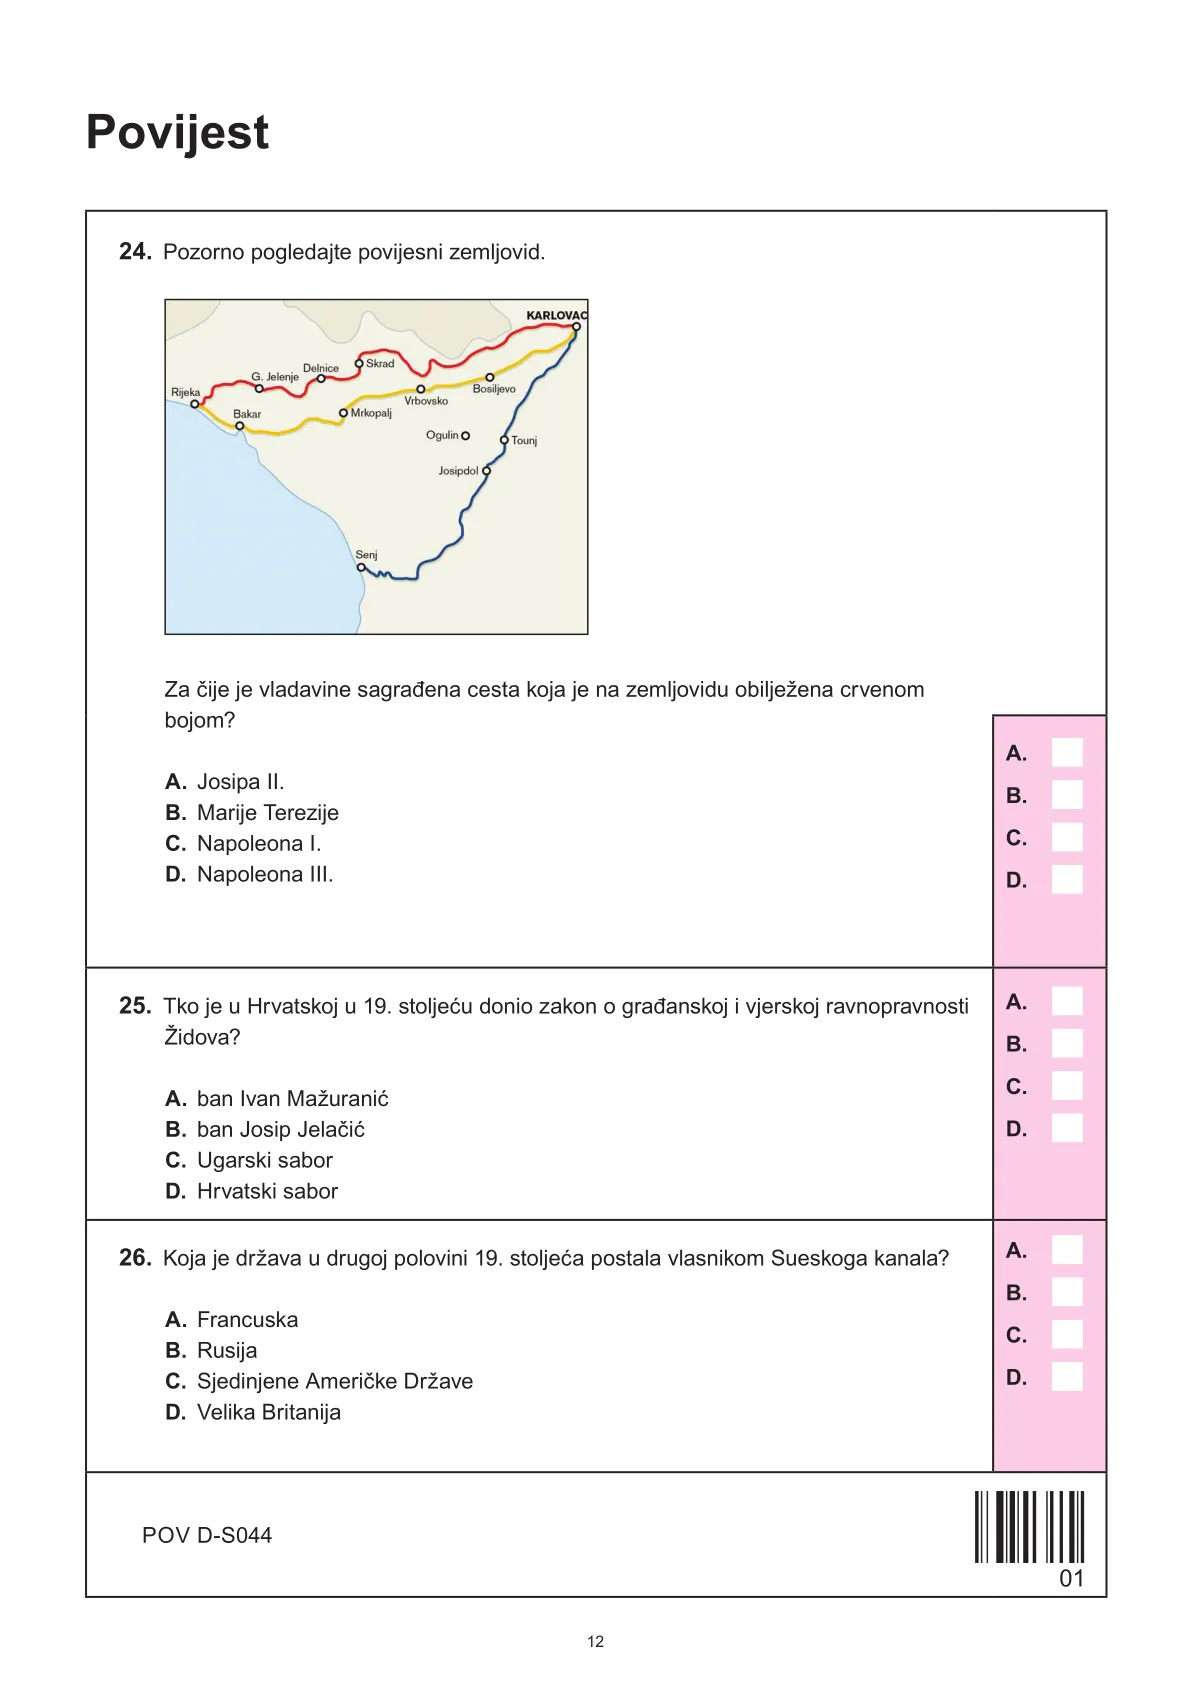 Povijest
24. Pozorno pogledajte povijesni zemljovid.
KARLOVAC
Skrad
Delnice
G. Jelenje
Rijeka
Bosiljevo
Vrbovsko
Bakar
Mrkopalj
Ogulin
Tounj
Josipdol
Senj
Za čije je vladavine sagrađena cesta koja je na zemljovidu obilježena crvenom
bojom?
A. Josipa II.
B. Marije Terezije
C. Napoleona I.
D. Napoleona III.
A.
B.
C.
D.
25. Tko je u Hrvatskoj u 19. stoljeću donio zakon o građanskoj i vjerskoj ravnopravnosti
Židova?
A. ban Ivan Mažuranić
B. ban Josip Jelačić
C. Ugarski sabor
D. Hrvatski sabor
A.
B.
C.
D.
26. Koja je država u drugoj polovini 19. stoljeća postala vlasnikom Sueskoga kanala?
A. Francuska
B. Rusija
C. Sjedinjene Američke Države
D. Velika Britanija
A.
B.
C.
D.
POV D-S044
01
12